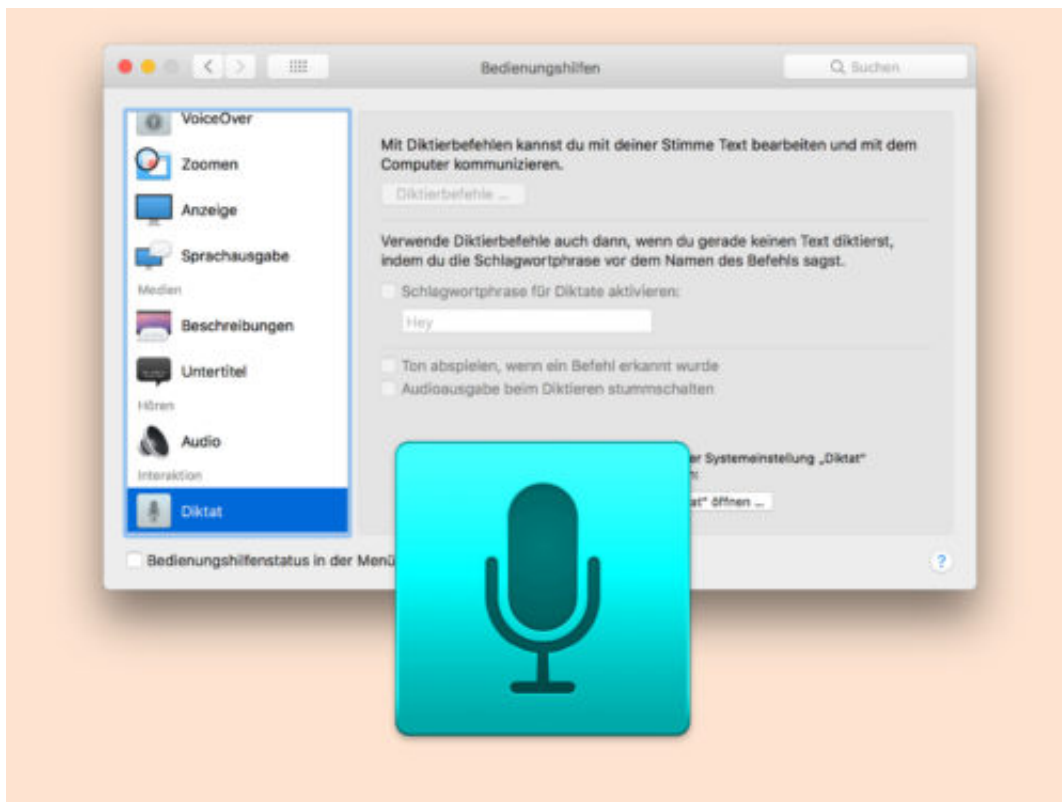 Bedienungshilfen
Suchen
VoiceOver
Zoomen
Anzeige
Sprachausgabe
Medien
Beschreibungen
Untertitel
Hören
Audio
Interaktion
Diktat
Mit Diktierbefehlen kannst du mit deiner Stimme Text bearbeiten und mit dem
Computer kommunizieren.
Diktierbefehle ...
Verwende Diktierbefehle auch dann, wenn du gerade keinen Text diktierst,
indem du die Schlagwortphrase vor dem Namen des Befehls sagst.
Schlagwortphrase für Diktate aktivieren:
Hey
Ton abspielen, wenn ein Befehl erkannt wurde
Audioausgabe beim Diktieren stummschalten
er Systemeinstellung „Diktat“
n:
at“ öffnen ...
Bedienungshilfenstatus in der Menü
?